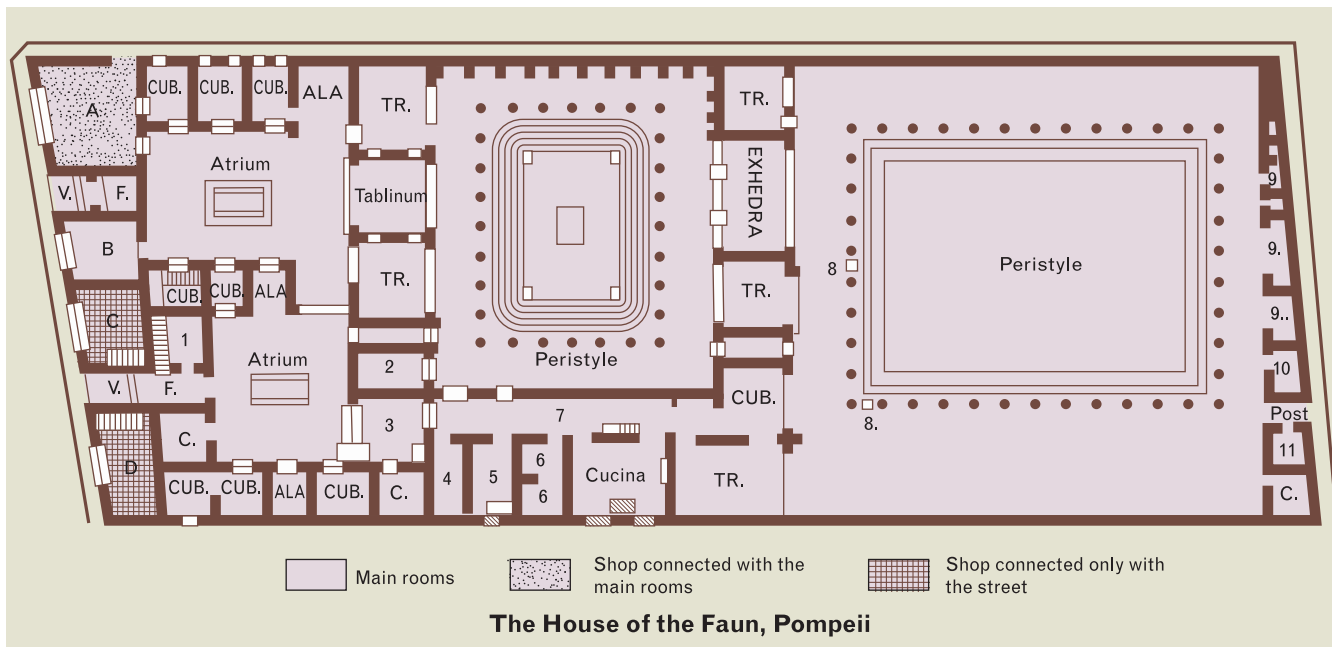 CUB.
CUB.
CUB.
ALA
TR.
TR.
A
Atrium
EXHEDRA
V.
F.
Tablinum
9
B
9.
Peristyle
8
TR.
TR.
CUB.
CUB.
ALA
C
9..
1
Atrium
Peristyle
2
10
V.
F.
CUB.
7
8.
Post
3
C.
11
D
4
5
6
Cucina
TR.
CUB.
CUB.
ALA
CUB.
C.
6
C.
Main rooms
Shop connected with the
main rooms
Shop connected only with
the street
The House of the Faun, Pompeii